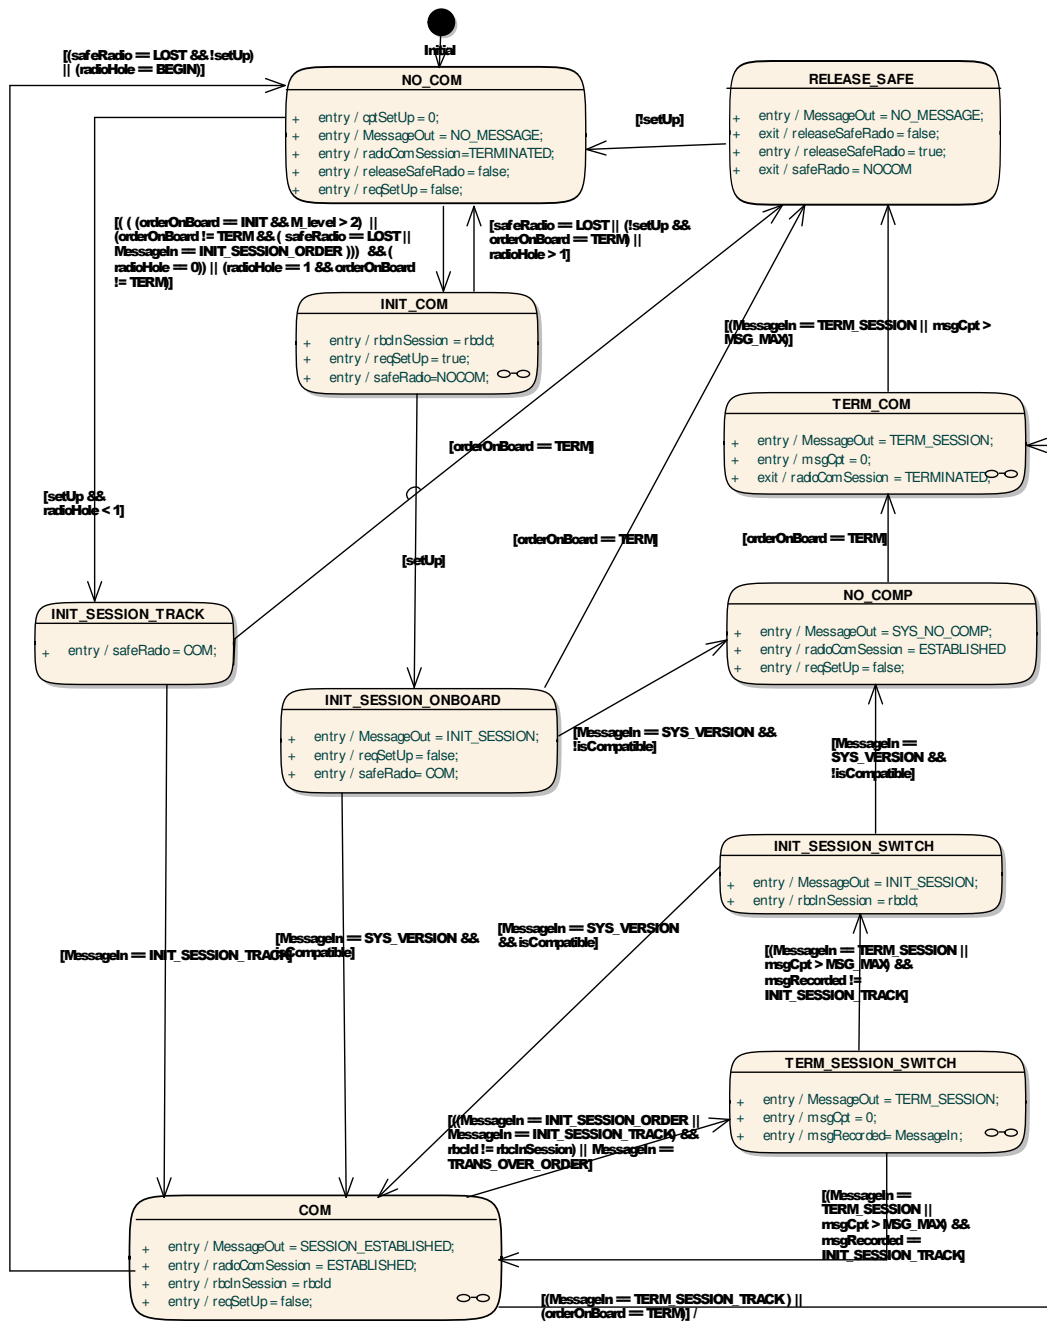 Initial
[(safeRadio == LOST && !setUp)
|| (radioHole == BEGIN)]
NO_COM
+ entry / cptSetUp = 0;
+ entry / MessageOut = NO_MESSAGE;
+ entry / radioComSession=TERMINATED;
+ entry / releaseSafeRadio = false;
+ entry / reqSetUp = false;
[!setUp]
RELEASE_SAFE
+ entry / MessageOut = NO_MESSAGE;
+ exit / releaseSafeRadio = false;
+ entry / releaseSafeRadio = true;
+ exit / safeRadio = NOCOM
[( ( ( (orderOnBoard == INIT && M_level > 2) ||
(orderOnBoard != TERM && ( safeRadio == LOST ||
MessageIn == INIT_SESSION_ORDER ))) && (
radioHole == 0)) || (radioHole == 1 && orderOnBoard
!= TERM)]
[safeRadio == LOST || (!setUp &&
orderOnBoard == TERM) ||
radioHole > 1]
INIT_COM
+ entry / rbcInSession = rbcId;
+ entry / reqSetUp = true;
+ entry / safeRadio=NOCOM;
[(MessageIn == TERM_SESSION || msgCpt >
MSG_MAX)]
TERM_COM
+ entry / MessageOut = TERM_SESSION;
+ entry / msgCpt = 0;
+ exit / radioComSession = TERMINATED;
[orderOnBoard == TERM]
[setUp &&
radioHole < 1]
[setUp]
[orderOnBoard == TERM]
[orderOnBoard == TERM]
INIT_SESSION_TRACK
+ entry / safeRadio = COM;
NO_COMP
+ entry / MessageOut = SYS_NO_COMP;
+ entry / radioComSession = ESTABLISHED
+ entry / reqSetUp = false;
INIT_SESSION_ONBOARD
+ entry / MessageOut = INIT_SESSION;
+ entry / reqSetUp = false;
+ entry / safeRadio= COM;
[MessageIn == SYS_VERSION &&
!isCompatible]
[MessageIn ==
SYS_VERSION &&
!isCompatible]
INIT_SESSION_SWITCH
+ entry / MessageOut = INIT_SESSION;
+ entry / rbcInSession = rbcId;
[MessageIn == INIT_SESSION_TRACK]
[MessageIn == SYS_VERSION &&
isCompatible]
[MessageIn == SYS_VERSION
&& isCompatible]
[(MessageIn == TERM_SESSION ||
msgCpt > MSG_MAX) &&
msgRecorded !=
INIT_SESSION_TRACK]
TERM_SESSION_SWITCH
+ entry / MessageOut = TERM_SESSION;
+ entry / msgCpt = 0;
+ entry / msgRecorded= MessageIn;
[((MessageIn == INIT_SESSION_ORDER ||
MessageIn == INIT_SESSION_TRACK) &&
rbcId != rbcInSession) || MessageIn ==
TRANS_OVER_ORDER]
[(MessageIn ==
TERM_SESSION ||
msgCpt > MSG_MAX) &&
msgRecorded ==
INIT_SESSION_TRACK]
COM
+ entry / MessageOut = SESSION_ESTABLISHED;
+ entry / radioComSession = ESTABLISHED;
+ entry / rbcInSession = rbcId
+ entry / reqSetUp = false;
[(MessageIn == TERM_SESSION_TRACK ) ||
(orderOnBoard == TERM)] /